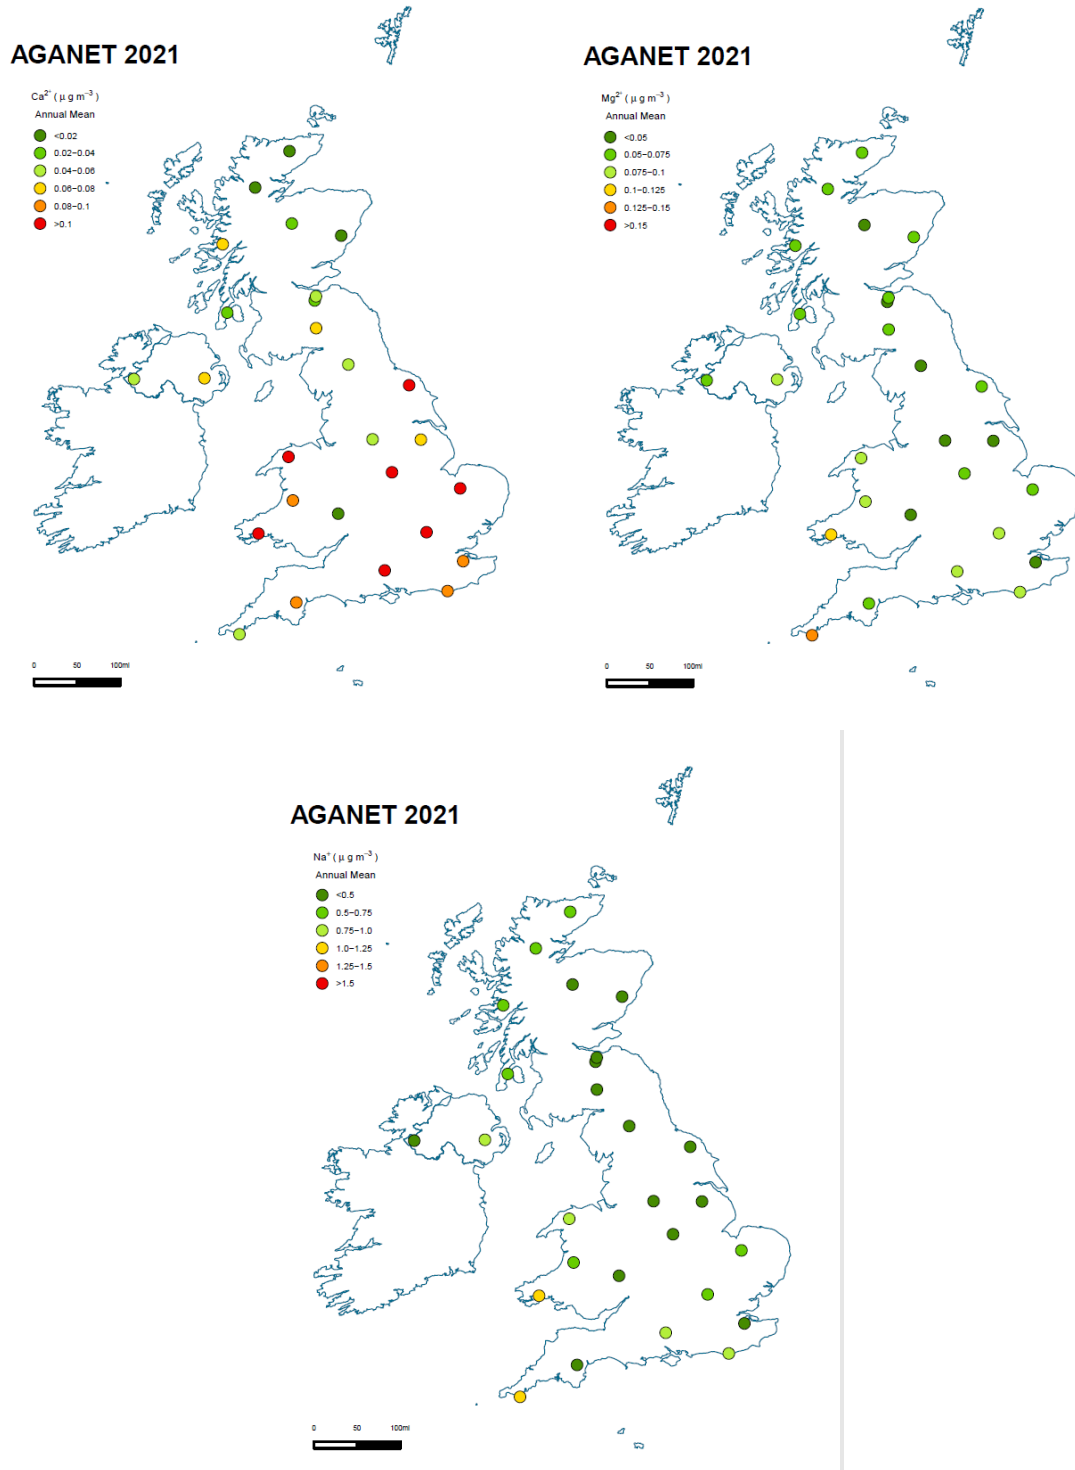 AGANET 2021
Ca²⁺ ( μ g m⁻³ )
Annual Mean
<0.02
0.02−0.04
0.04−0.06
0.06−0.08
0.08−0.1
>0.1
0 50 100mi
AGANET 2021
Mg²⁺ ( μ g m⁻³ )
Annual Mean
<0.05
0.05−0.075
0.075−0.1
0.1−0.125
0.125−0.15
>0.15
0 50 100mi
AGANET 2021
Na⁺ ( μ g m⁻³ )
Annual Mean
<0.5
0.5−0.75
0.75−1.0
1.0−1.25
1.25−1.5
>1.5
0 50 100mi